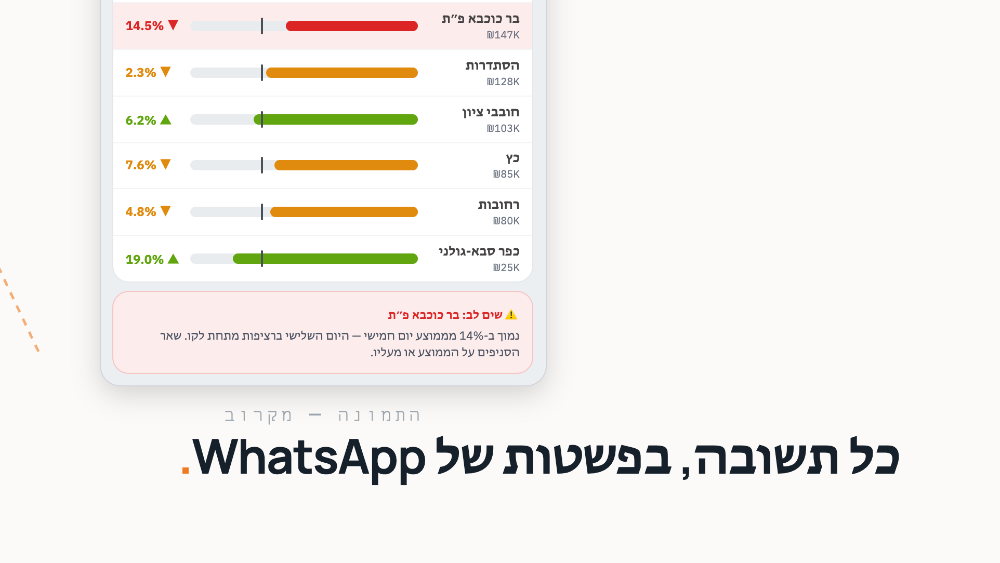 בר כוכבא פ״ת
₪147K
▼ 14.5%
הסתדרות
₪128K
▼ 2.3%
חובבי ציון
₪103K
▲ 6.2%
כץ
₪85K
▼ 7.6%
רחובות
₪80K
▼ 4.8%
כפר סבא-גולני
₪25K
▲ 19.0%
⚠️ שים לב: בר כוכבא פ״ת
נמוך ב-14% מממוצע יום חמישי — היום השלישי ברציפות מתחת לקו. שאר
הסניפים על הממוצע או מעליו.
התמונה — מקרוב
כל תשובה, בפשטות של WhatsApp.